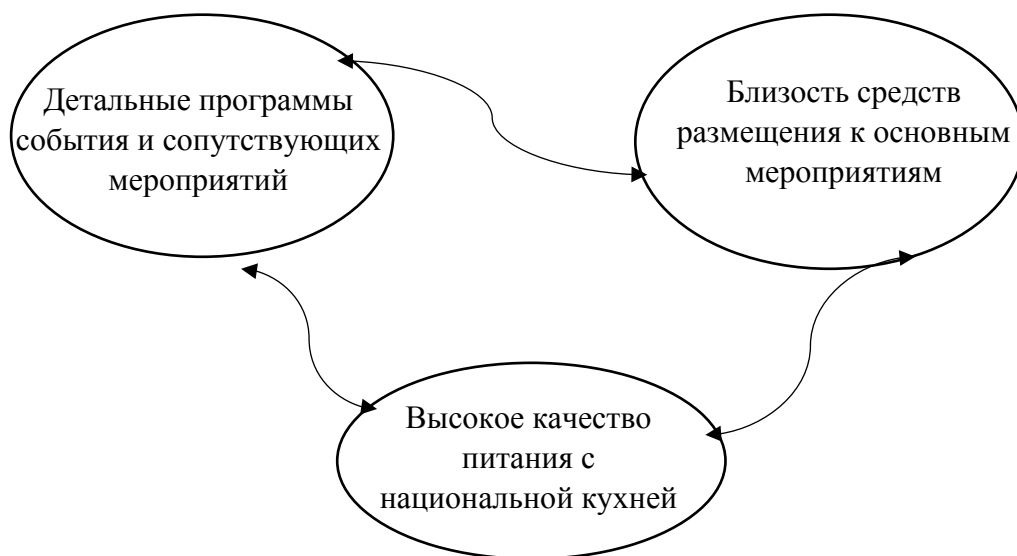 Детальные программы
события и сопутствующих
мероприятий
Близость средств
размещения к основным
мероприятиям
Высокое качество
питания с
национальной кухней